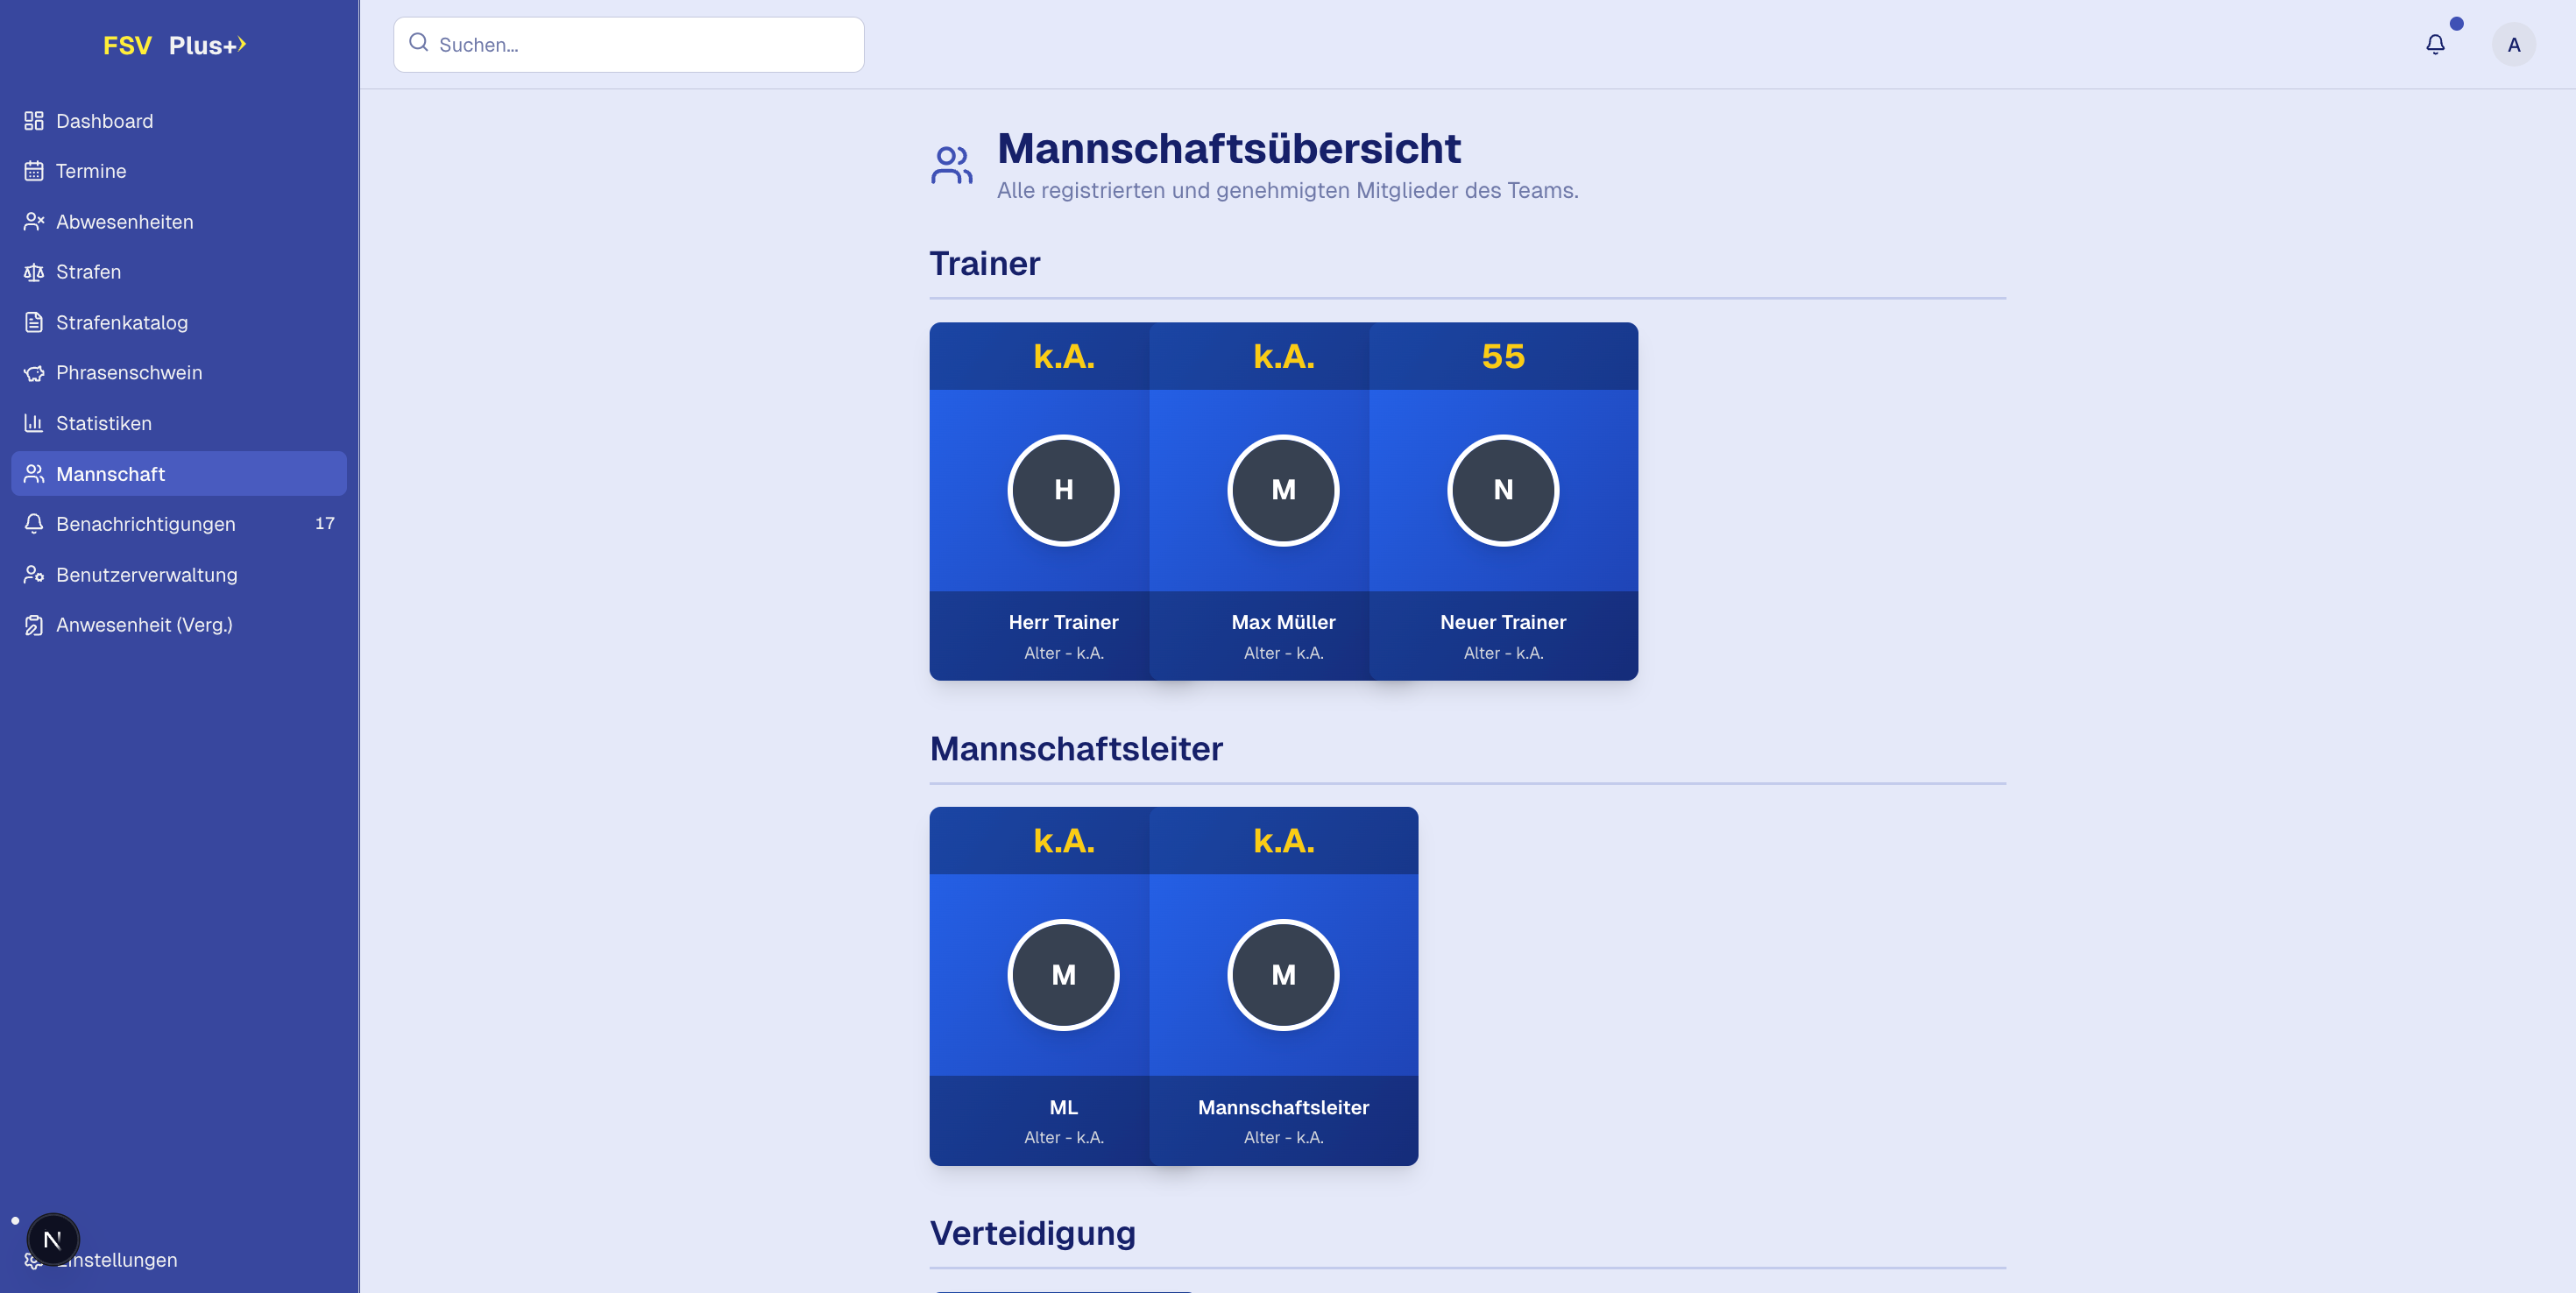 FSV Plus+
Suchen...
A
Dashboard
Termine
Abwesenheiten
Strafen
Strafenkatalog
Phrasenschwein
Statistiken
Mannschaft
Benachrichtigungen 17
Benutzerverwaltung
Anwesenheit (Verg.)
N
instellungen
Mannschaftsübersicht
Alle registrierten und genehmigten Mitglieder des Teams.
Trainer
k.A. k.A. 55
H M N
Herr Trainer Max Müller Neuer Trainer
Alter - k.A. Alter - k.A. Alter - k.A.
Mannschaftsleiter
k.A. k.A.
M M
ML Mannschaftsleiter
Alter - k.A. Alter - k.A.
Verteidigung